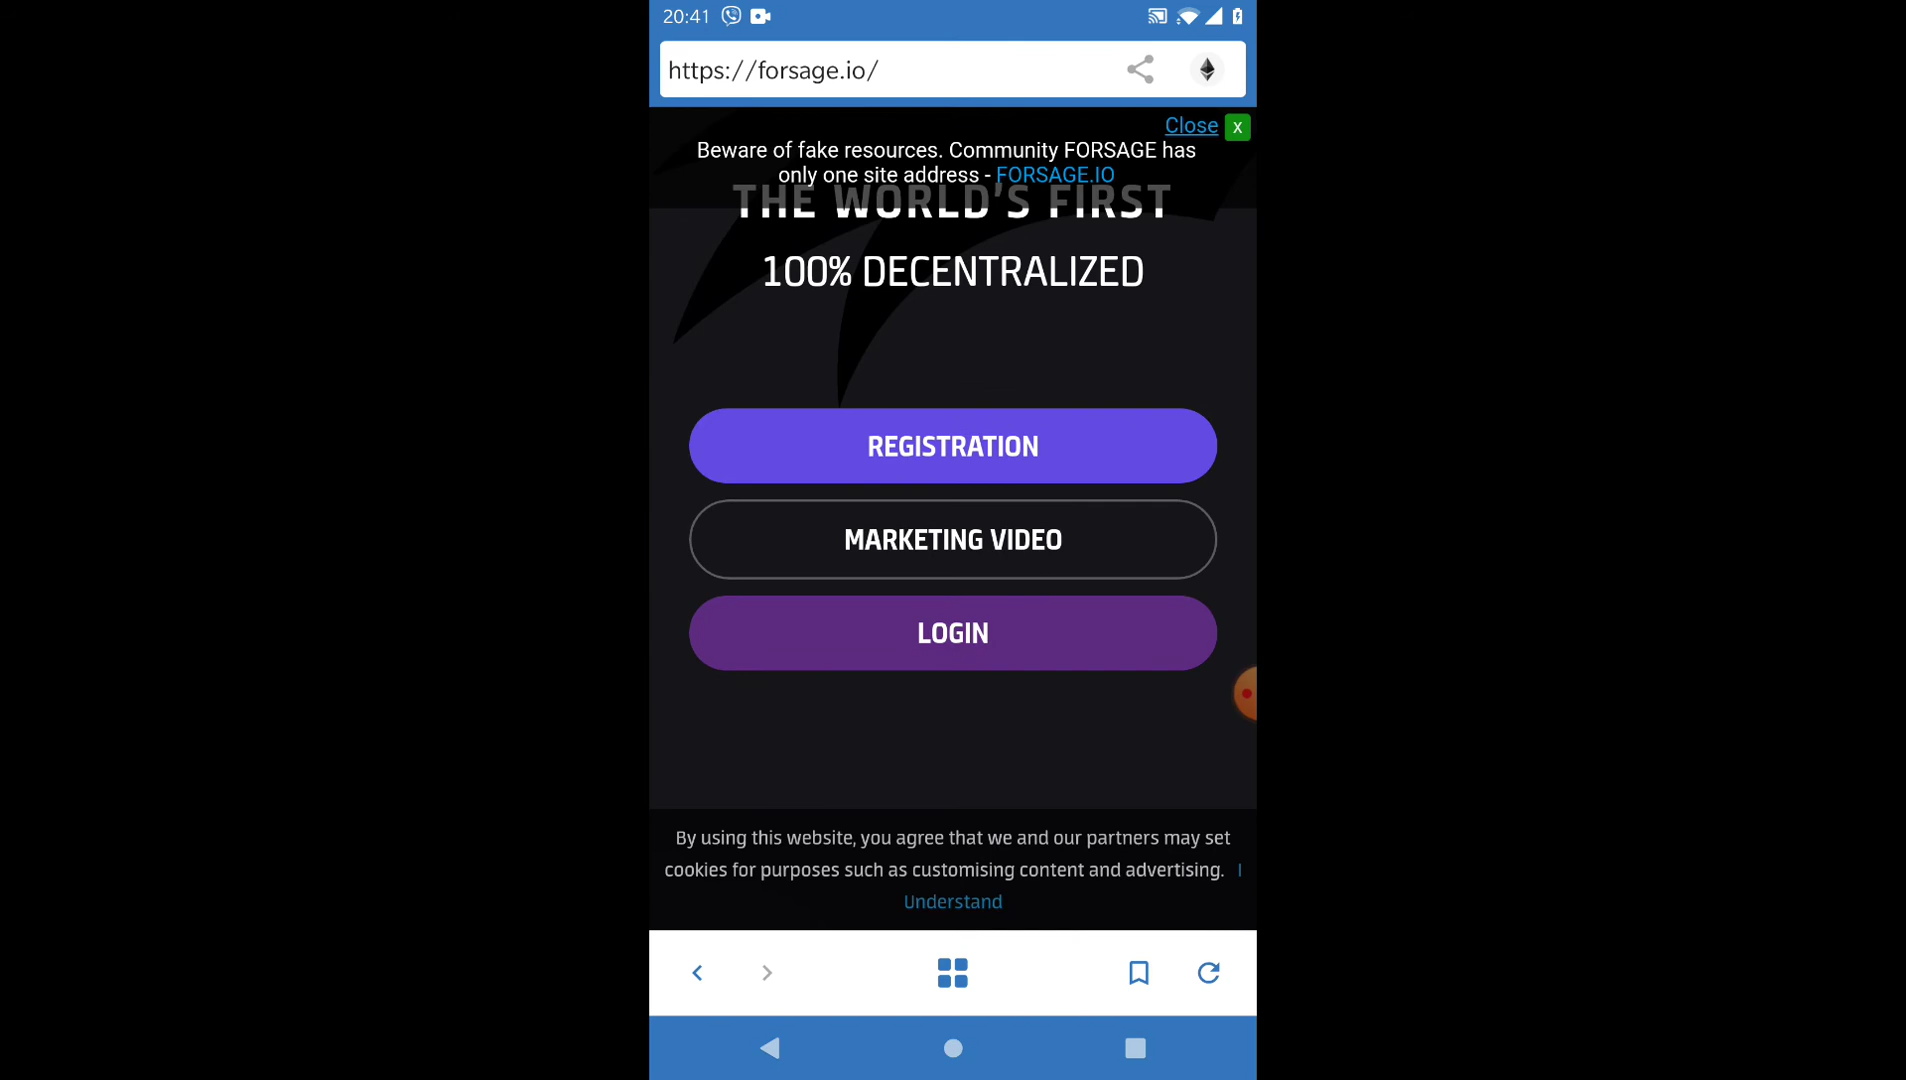 20:41
https://forsage.io/
Close x
Beware of fake resources. Community FORSAGE has
only one site address - FORSAGE.IO
THE WORLD'S FIRST
100% DECENTRALIZED
REGISTRATION
MARKETING VIDEO
LOGIN
By using this website, you agree that we and our partners may set
cookies for purposes such as customising content and advertising. I
Understand